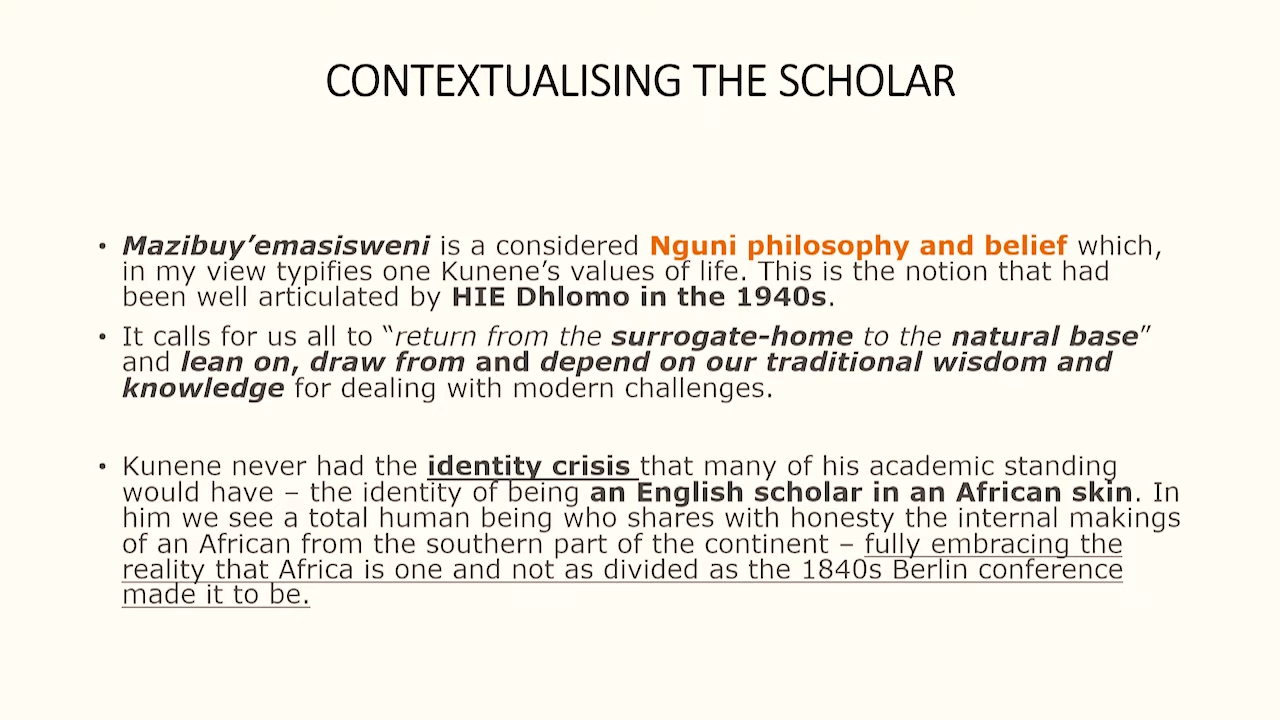 CONTEXTUALISING THE SCHOLAR
• Mazibuy’emasisweni is a considered Nguni philosophy and belief which,
in my view typifies one Kunene’s values of life. This is the notion that had
been well articulated by HIE Dhlomo in the 1940s.
• It calls for us all to “return from the surrogate-home to the natural base”
and lean on, draw from and depend on our traditional wisdom and
knowledge for dealing with modern challenges.
• Kunene never had the identity crisis that many of his academic standing
would have – the identity of being an English scholar in an African skin. In
him we see a total human being who shares with honesty the internal makings
of an African from the southern part of the continent – fully embracing the
reality that Africa is one and not as divided as the 1840s Berlin conference
made it to be.